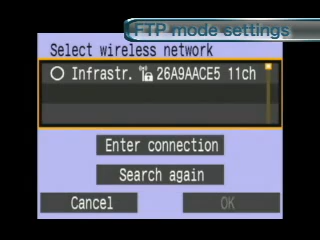 FTP mode settings
Select wireless network
Infrastr. 26A9AACE5 11ch
Enter connection
Search again
Cancel
OK